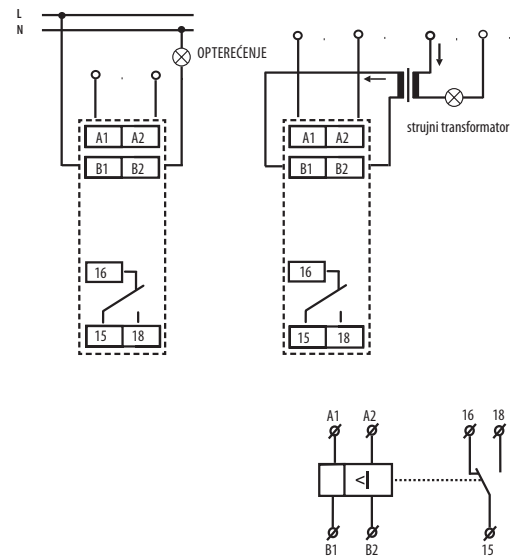 L
N
OPTEREĆENJE
A1 A2
B1 B2
16
15 18
A1 A2
B1 B2
16
15 18
strujni transformator
A1 A2 16 18
<I
B1 B2 15